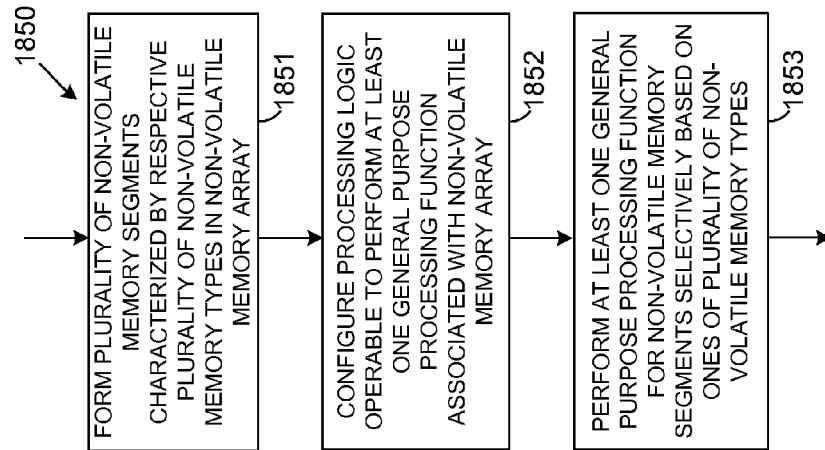 1850
FORM PLURALITY OF NON-VOLATILE
MEMORY SEGMENTS
CHARACTERIZED BY RESPECTIVE
PLURALITY OF NON-VOLATILE
MEMORY TYPES IN NON-VOLATILE
MEMORY ARRAY
1851
CONFIGURE PROCESSING LOGIC
OPERABLE TO PERFORM AT LEAST
ONE GENERAL PURPOSE
PROCESSING FUNCTION
ASSOCIATED WITH NON-VOLATILE
MEMORY ARRAY
1852
PERFORM AT LEAST ONE GENERAL
PURPOSE PROCESSING FUNCTION
FOR NON-VOLATILE MEMORY
SEGMENTS SELECTIVELY BASED ON
ONES OF PLURALITY OF NON-
VOLATILE MEMORY TYPES
1853